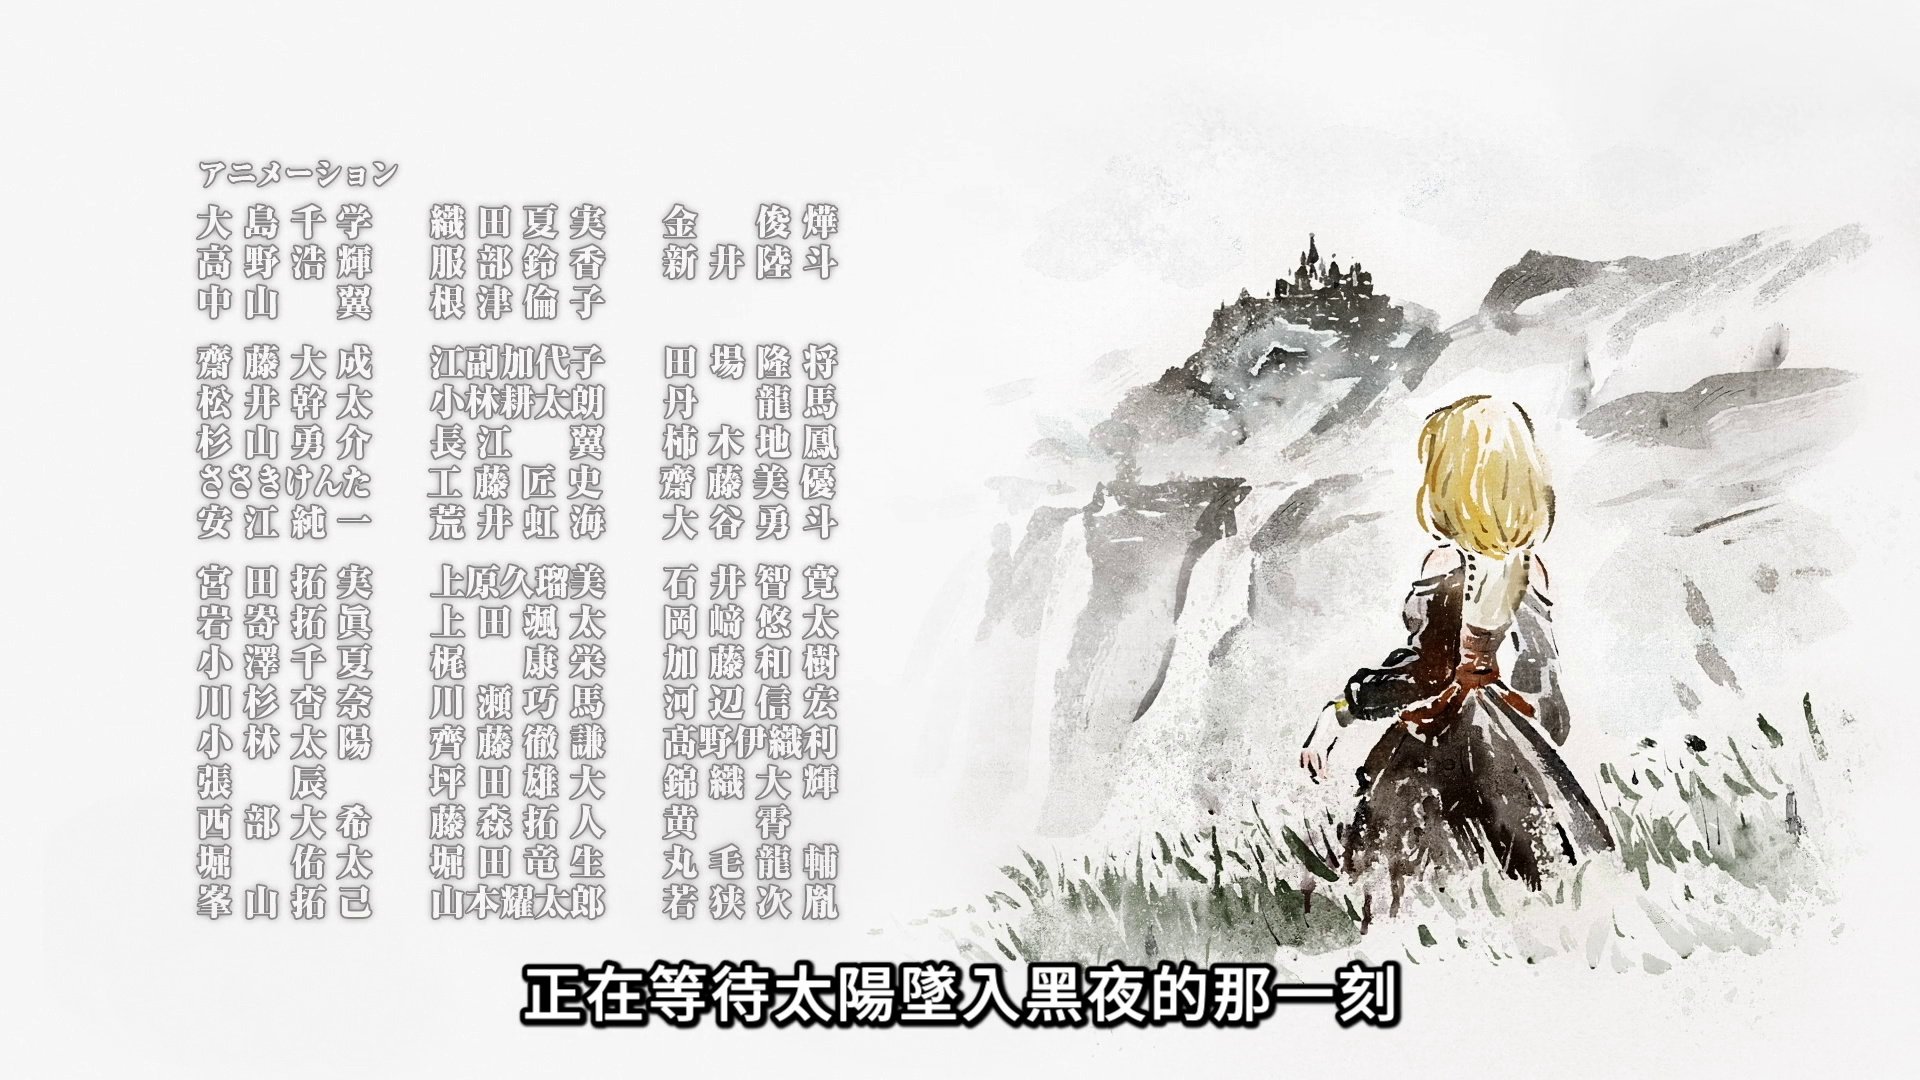 アニメーション
大島千学 織田夏実 金俊燁
高野浩輝 服部鈴香 新井陸斗
中山翼 根津倫子
齋藤大成 江副加代子 田場隆将
松井幹太 小林耕太朗 丹龍馬
杉山勇介 長江翼 柿木地鳳
ささきけんた 工藤匠史 齋藤美優
安江純一 荒井虹海 大谷勇斗
宮田拓実 上原久瑠美 石井智寛
岩嵜拓眞 上田颯太 岡﨑悠太
小澤千夏 梶康栄 加藤和樹
川杉杏奈 川瀬巧馬 河辺信宏
小林太陽 齊藤徹謙 髙野伊織利
張辰 坪田雄大 錦織大輝
西部大希 藤森拓人 黄霄
堀佑太 堀田竜生 丸毛龍輔
峯山拓己 山本耀太郎 若狭次胤
正在等待太陽墜入黑夜的那一刻